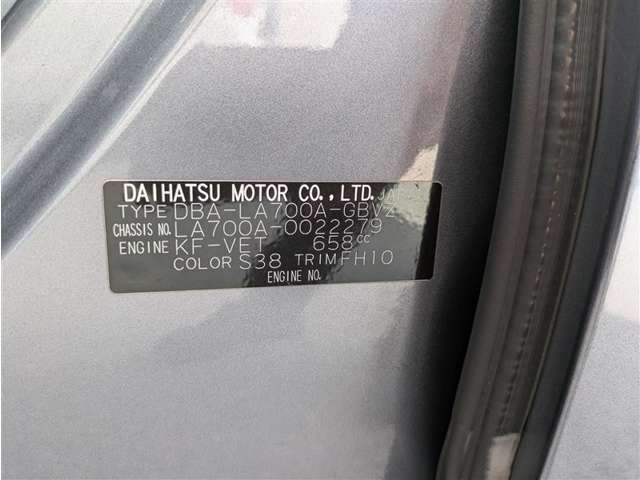 DAIHATSU MOTOR CO.,LTD.JA
TYPE DBA-LA700A-GBVZ
CHASSIS NO. LA700A-0022279
ENGINE KF-VET 658cc
COLOR S38 TRIM FH10
ENGINE NO.